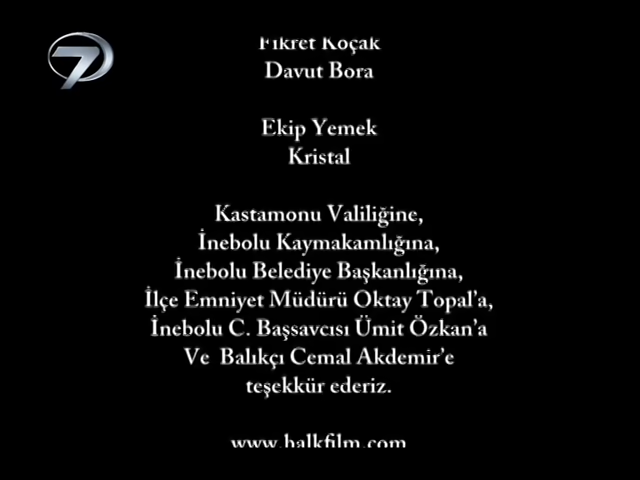 7
Fikret Koçak
Davut Bora
Ekip Yemek
Kristal
Kastamonu Valiliğine,
İnebolu Kaymakamlığına,
İnebolu Belediye Başkanlığına,
İlçe Emniyet Müdürü Oktay Topal'a,
İnebolu C. Başsavcısı Ümit Özkan'a
Ve Balıkçı Cemal Akdemir'e
teşekkür ederiz.
www.balkfilm.com